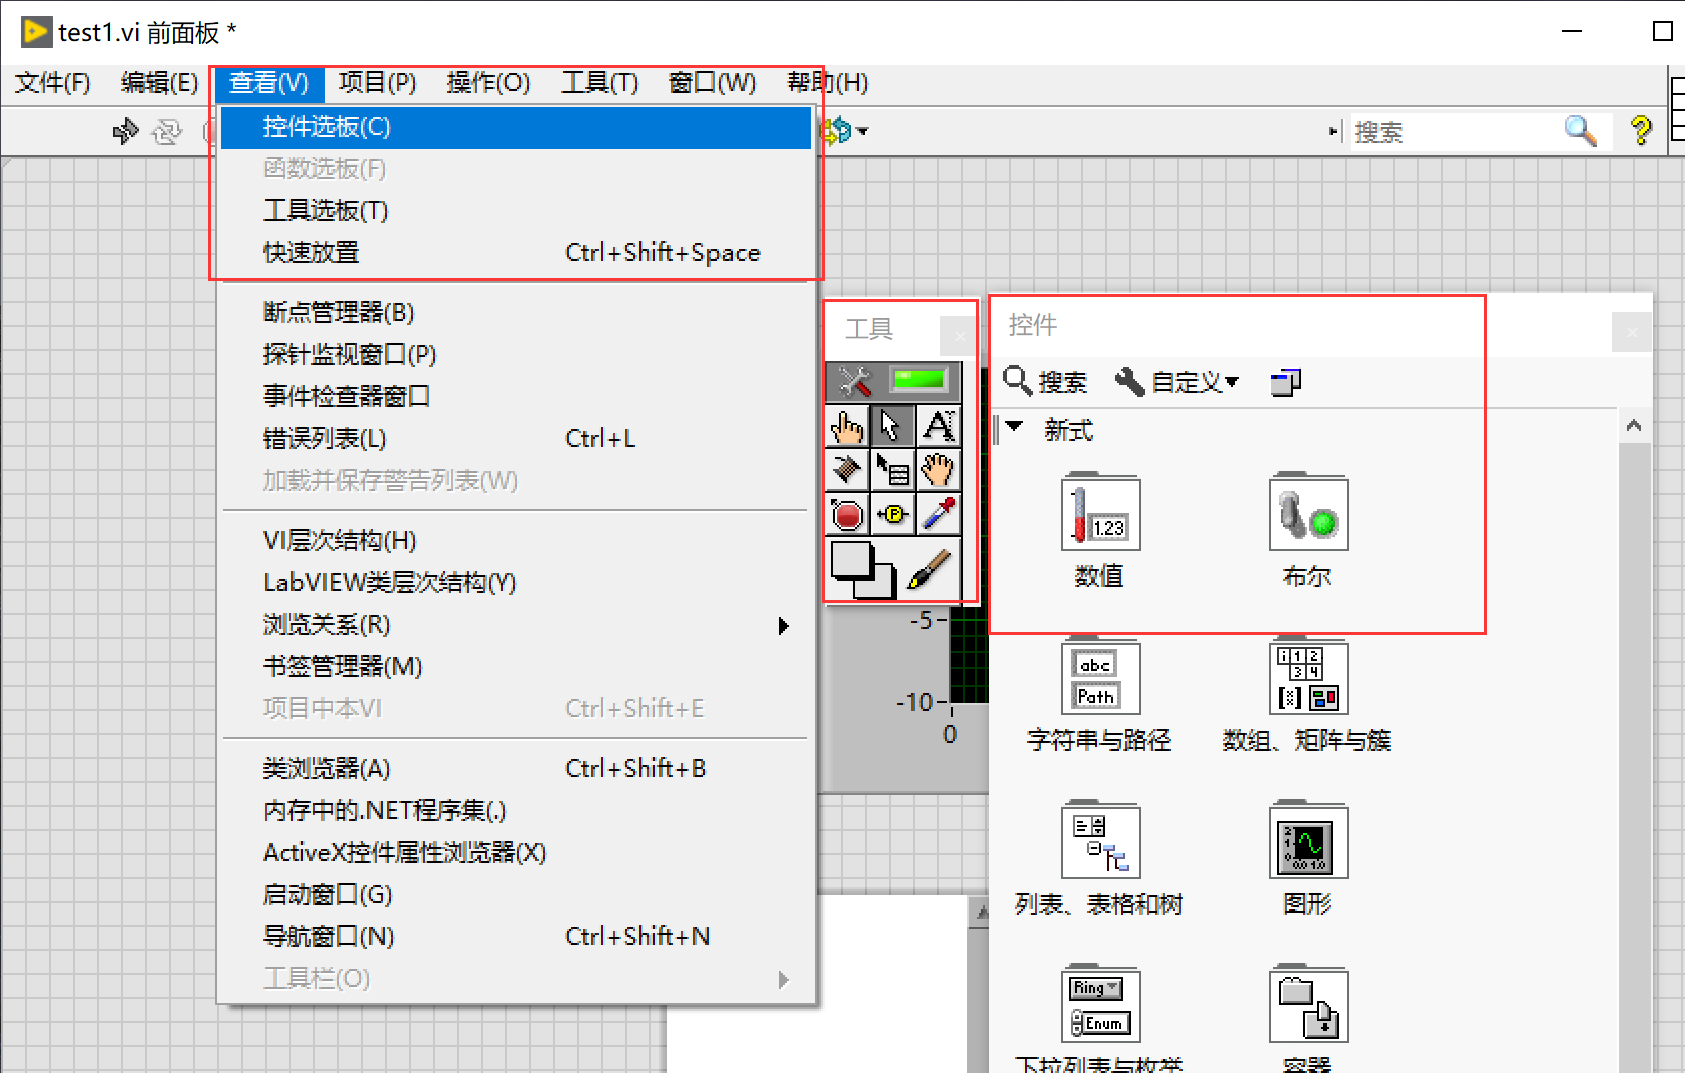 test1.vi 前面板 *
文件(F) 编辑(E) 查看(V) 项目(P) 操作(O) 工具(T) 窗口(W) 帮助(H)
搜索
控件选板(C)
函数选板(F)
工具选板(T)
快速放置 Ctrl+Shift+Space
断点管理器(B)
探针监视窗口(P)
事件检查器窗口
错误列表(L) Ctrl+L
加载并保存警告列表(W)
VI层次结构(H)
LabVIEW类层次结构(Y)
浏览关系(R)
书签管理器(M)
项目中本VI Ctrl+Shift+E
类浏览器(A) Ctrl+Shift+B
内存中的.NET程序集(.)
ActiveX控件属性浏览器(X)
启动窗口(G)
导航窗口(N) Ctrl+Shift+N
工具栏(O)
工具
A
P
-5
-10
0
控件
搜索 自定义
新式
1.23
数值 布尔
abc
Path
i 1 2
3 4
字符串与路径 数组、矩阵与簇
列表、表格和树 图形
Ring
Enum
下拉列表与枚举 容器